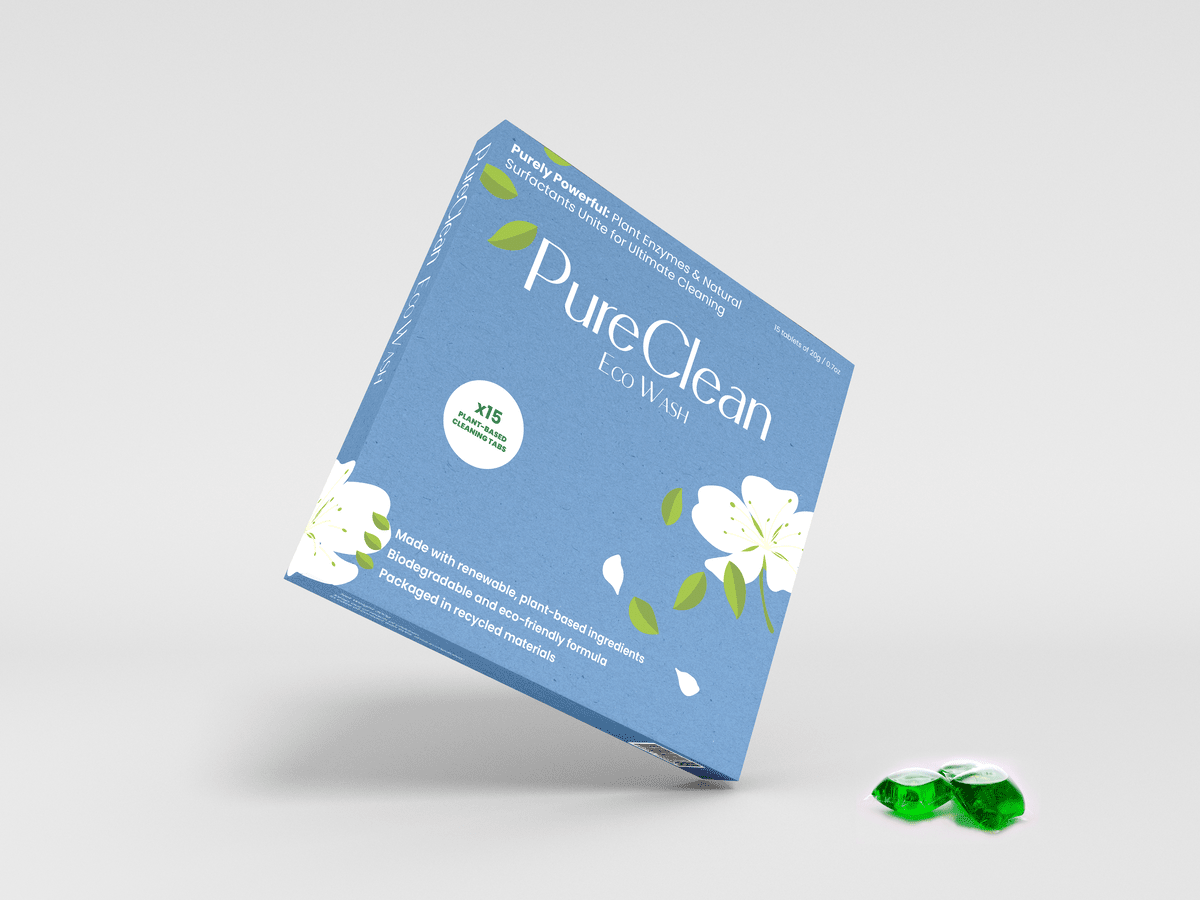 Purely Powerful: Plant Enzymes & Natural
Surfactants Unite for Ultimate Cleaning
15 tablets of 20g / 0.7oz
PureClean
Eco Wash
PureClean Eco Wash
x15
PLANT-BASED
CLEANING TABS
Made with renewable, plant-based ingredients
Biodegradable and eco-friendly formula
Packaged in recycled materials